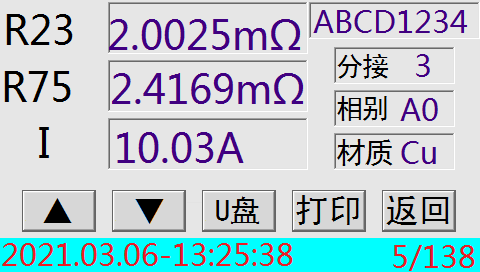 R23 2.0025mΩ ABCD1234
分接 3
R75 2.4169mΩ
相别 A0
I 10.03A
材质 Cu
▲ ▼ U盘 打印 返回
2021.03.06-13:25:38 5/138